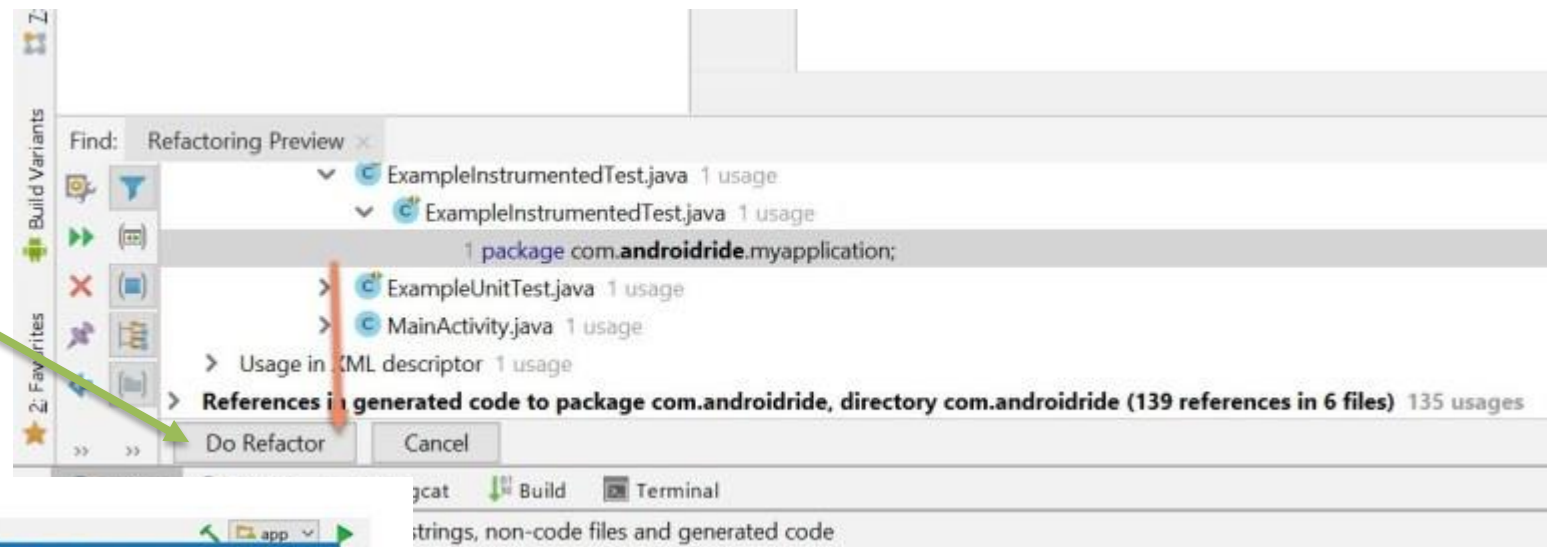 Build Variants
2: Favorites
Find: Refactoring Preview
ExampleInstrumentedTest.java 1 usage
ExampleInstrumentedTest.java 1 usage
1 package com.androidride.myapplication;
ExampleUnitTest.java 1 usage
MainActivity.java 1 usage
Usage in XML descriptor 1 usage
References in generated code to package com.androidride, directory com.androidride (139 references in 6 files) 135 usages
Do Refactor Cancel
gcat Build Terminal
app
strings, non-code files and generated code